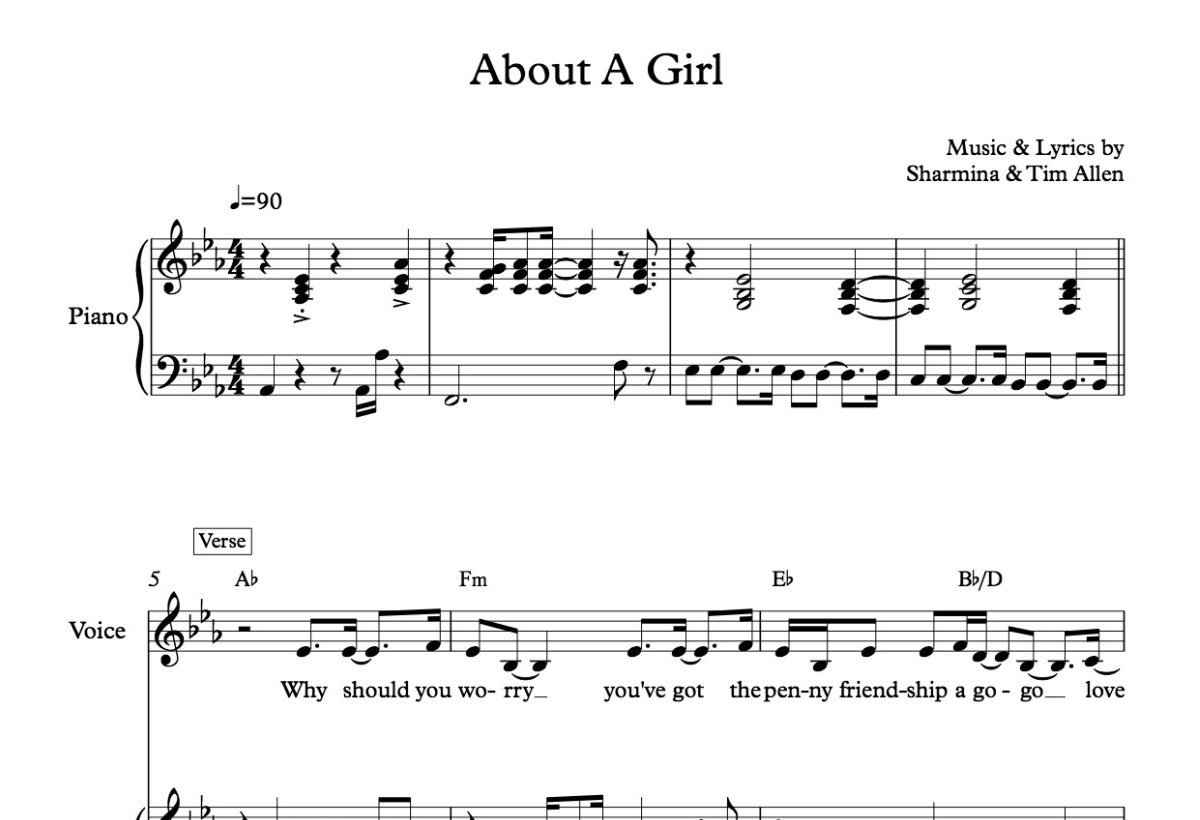 About A Girl
Music & Lyrics by
Sharmina & Tim Allen
♩=90
Piano
Verse
5 A♭ Fm E♭ B♭/D
Voice
Why should you wo- rry_ you've got the pen-ny friend-ship a go - go_ love